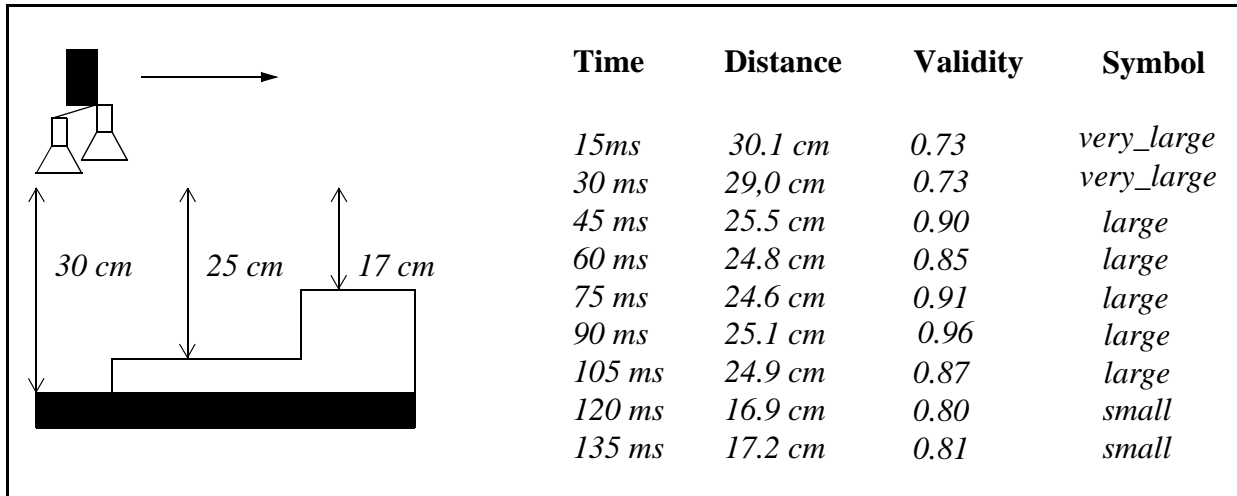 30 cm 25 cm 17 cm
Time Distance Validity Symbol
15ms 30.1 cm 0.73 very_large
30 ms 29,0 cm 0.73 very_large
45 ms 25.5 cm 0.90 large
60 ms 24.8 cm 0.85 large
75 ms 24.6 cm 0.91 large
90 ms 25.1 cm 0.96 large
105 ms 24.9 cm 0.87 large
120 ms 16.9 cm 0.80 small
135 ms 17.2 cm 0.81 small